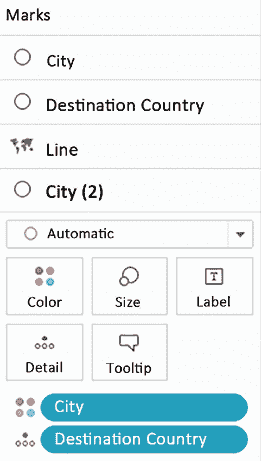 Marks
City
Destination Country
Line
City (2)
Automatic
Color Size Label
Detail Tooltip
City
Destination Country